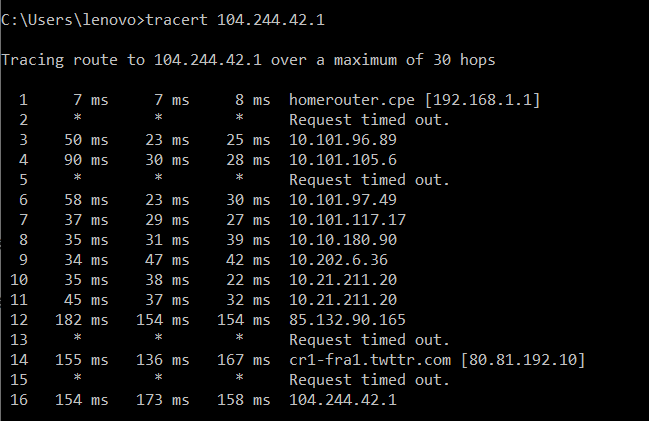 C:\Users\lenovo>tracert 104.244.42.1
Tracing route to 104.244.42.1 over a maximum of 30 hops
1 7 ms 7 ms 8 ms homerouter.cpe [192.168.1.1]
2 * * * Request timed out.
3 50 ms 23 ms 25 ms 10.101.96.89
4 90 ms 30 ms 28 ms 10.101.105.6
5 * * * Request timed out.
6 58 ms 23 ms 30 ms 10.101.97.49
7 37 ms 29 ms 27 ms 10.101.117.17
8 35 ms 31 ms 39 ms 10.10.180.90
9 34 ms 47 ms 42 ms 10.202.6.36
10 35 ms 38 ms 22 ms 10.21.211.20
11 45 ms 37 ms 32 ms 10.21.211.20
12 182 ms 154 ms 154 ms 85.132.90.165
13 * * * Request timed out.
14 155 ms 136 ms 167 ms cr1-fra1.twttr.com [80.81.192.10]
15 * * * Request timed out.
16 154 ms 173 ms 158 ms 104.244.42.1